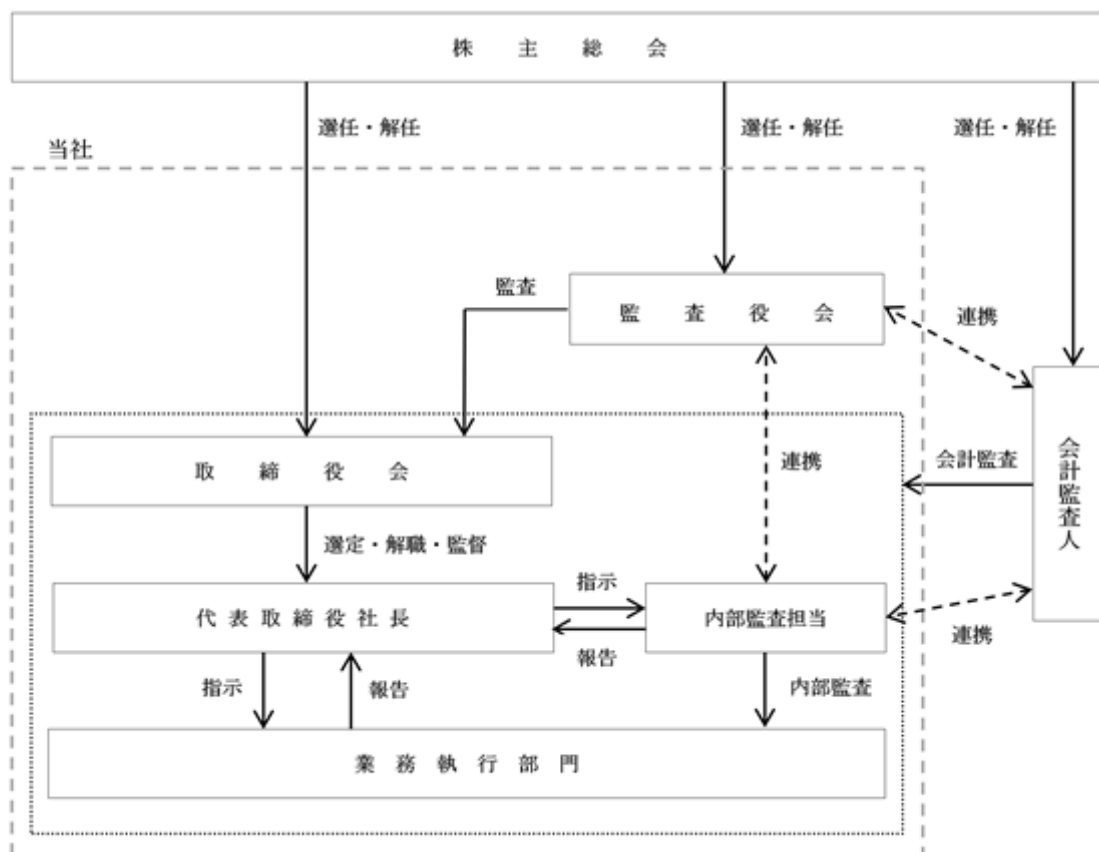 株主総会
選任・解任
選任・解任
選任・解任
当社
監査
監査役会
連携
取締役会
連携
会計監査
会計監査人
選定・解職・監督
代表取締役社長
指示
報告
内部監査担当
連携
指示
報告
内部監査
業務執行部門